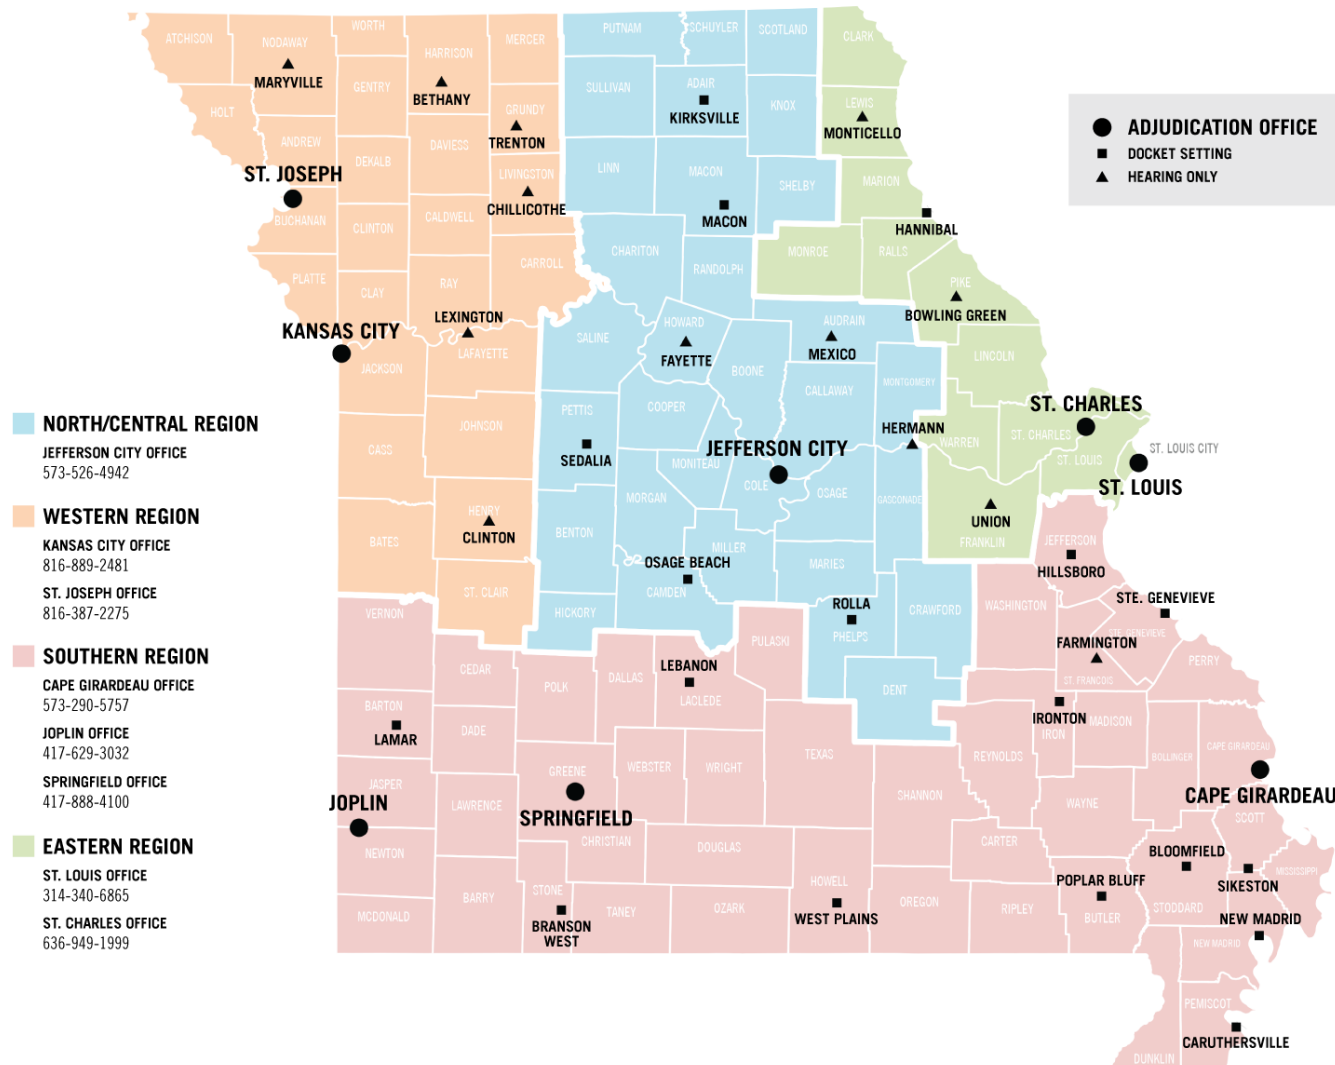 ATCHISON
NODAWAY
MARYVILLE
WORTH
HARRISON
BETHANY
MERCER
PUTNAM
SCHUYLER
SCOTLAND
CLARK
HOLT
ANDREW
GENTRY
GRUNDY
TRENTON
SULLIVAN
ADAIR
KIRKSVILLE
KNOX
LEWIS
MONTICELLO
ADJUDICATION OFFICE
DOCKET SETTING
HEARING ONLY
ST. JOSEPH
BUCHANAN
DEKALB
DAVIESS
LIVINGSTON
CHILLICOTHE
LINN
MACON
MACON
SHELBY
MARION
HANNIBAL
CLINTON
CALDWELL
CHARITON
RANDOLPH
MONROE
RALLS
PLATTE
CLAY
RAY
CARROLL
PIKE
BOWLING GREEN
KANSAS CITY
JACKSON
LEXINGTON
LAFAYETTE
SALINE
HOWARD
FAYETTE
BOONE
AUDRAIN
MEXICO
LINCOLN
CALLAWAY
MONTGOMERY
HERMANN
WARREN
ST. CHARLES
ST. CHARLES
ST. LOUIS
ST. LOUIS CITY
ST. LOUIS
CASS
JOHNSON
PETTIS
SEDALIA
COOPER
MONITEAU
JEFFERSON CITY
COLE
OSAGE
GASCONADE
UNION
FRANKLIN
BATES
HENRY
CLINTON
BENTON
MORGAN
MILLER
OSAGE BEACH
CAMDEN
MARIES
JEFFERSON
HILLSBORO
ST. CLAIR
HICKORY
ROLLA
PHELPS
CRAWFORD
WASHINGTON
STE. GENEVIEVE
STE. GENEVIEVE
FARMINGTON
ST. FRANCOIS
PERRY
VERNON
CEDAR
POLK
DALLAS
LEBANON
LACLEDE
PULASKI
DENT
IRONTON
IRON
MADISON
BOLLINGER
CAPE GIRARDEAU
CAPE GIRARDEAU
BARTON
LAMAR
DADE
GREENE
SPRINGFIELD
WEBSTER
WRIGHT
TEXAS
SHANNON
REYNOLDS
WAYNE
JASPER
JOPLIN
NEWTON
LAWRENCE
CHRISTIAN
DOUGLAS
CARTER
SCOTT
BLOOMFIELD
STODDARD
SIKESTON
MISSISSIPPI
MCDONALD
BARRY
STONE
BRANSON
WEST
TANEY
OZARK
HOWELL
WEST PLAINS
OREGON
RIPLEY
POPLAR BLUFF
BUTLER
NEW MADRID
NEW MADRID
PEMISCOT
CARUTHERSVILLE
DUNKLIN
NORTH/CENTRAL REGION
JEFFERSON CITY OFFICE
573-526-4942
WESTERN REGION
KANSAS CITY OFFICE
816-889-2481
ST. JOSEPH OFFICE
816-387-2275
SOUTHERN REGION
CAPE GIRARDEAU OFFICE
573-290-5757
JOPLIN OFFICE
417-629-3032
SPRINGFIELD OFFICE
417-888-4100
EASTERN REGION
ST. LOUIS OFFICE
314-340-6865
ST. CHARLES OFFICE
636-949-1999